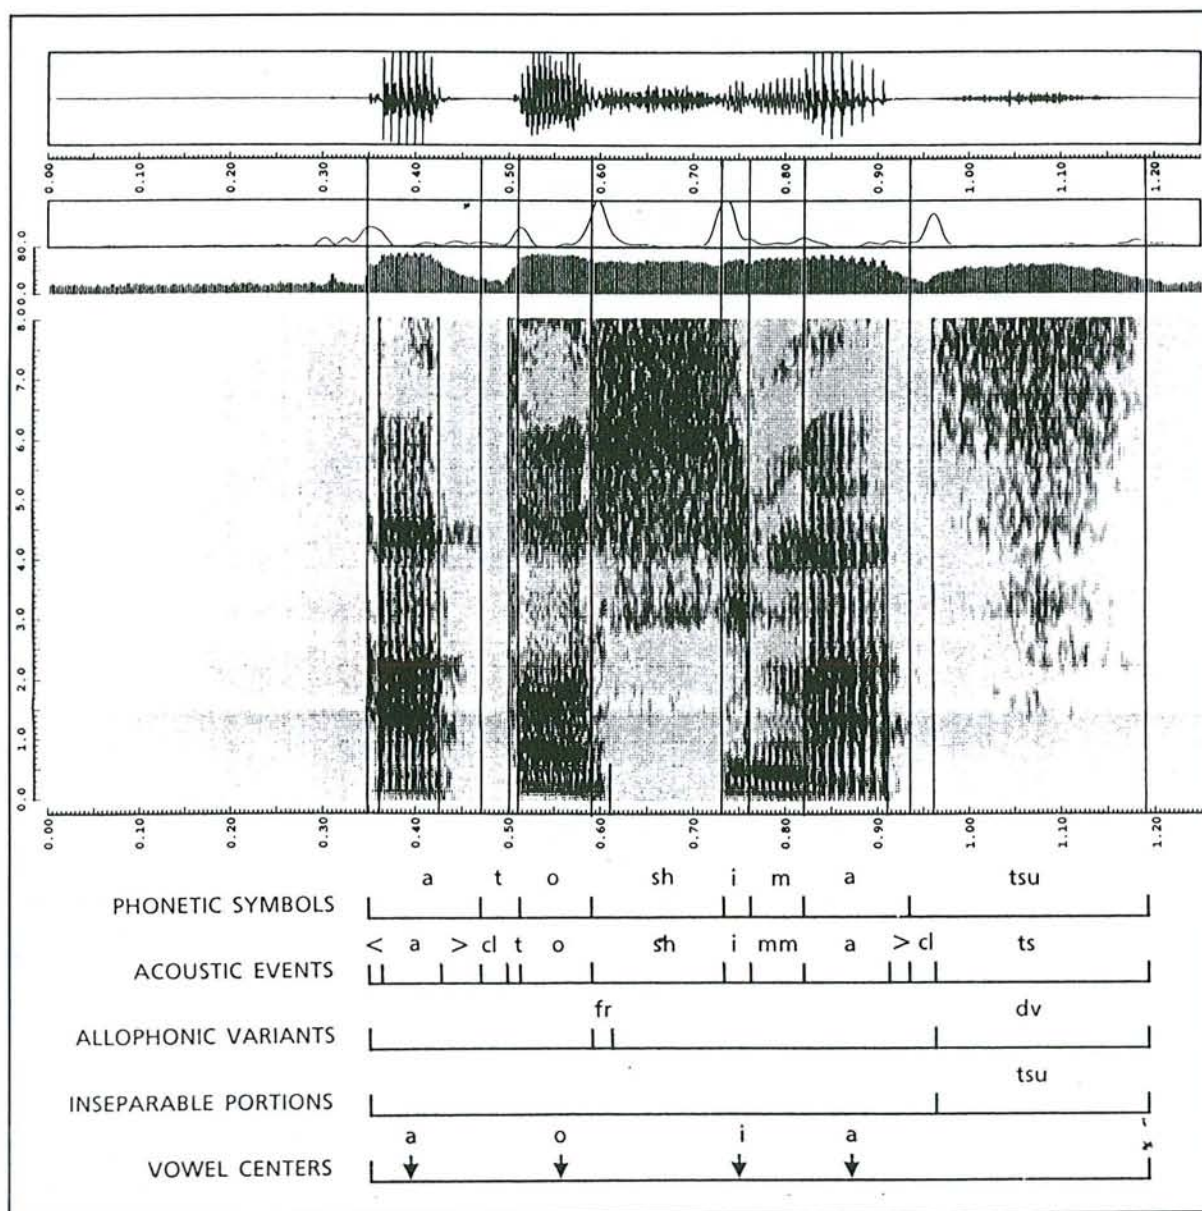 0.00 0.10 0.20 0.30 0.40 0.50 0.60 0.70 0.80 0.90 1.00 1.10 1.20
80.0
0.0
8.0
7.0
6.0
5.0
4.0
3.0
2.0
1.0
0.0
0.00 0.10 0.20 0.30 0.40 0.50 0.60 0.70 0.80 0.90 1.00 1.10 1.20
a t o sh i m a tsu
PHONETIC SYMBOLS
< a > cl t o sh i mm a > cl ts
ACOUSTIC EVENTS
fr dv
ALLOPHONIC VARIANTS
tsu
INSEPARABLE PORTIONS
a o i a
VOWEL CENTERS